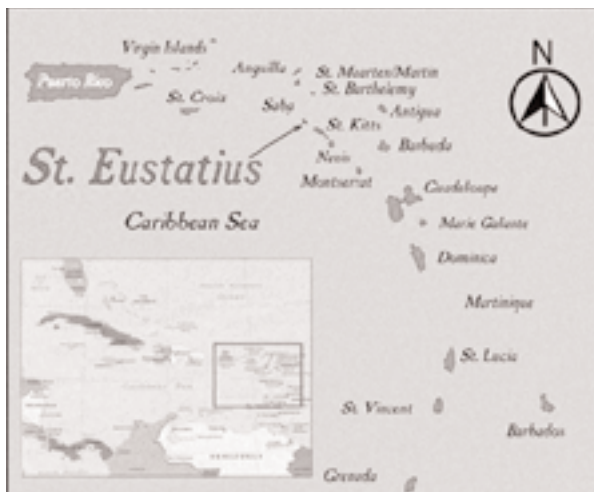 Virgin Islands
N
Anguilla
St. Maarten/Martin
Puerto Rico
St. Barthelemy
St. Croix
Saba
Antigua
St. Kitts
Barbuda
Nevis
St. Eustatius
Montserrat
Guadeloupe
Caribbean Sea
Marie Galante
Dominica
Martinique
St. Lucia
St. Vincent
Barbados
Grenada
VENEZUELA